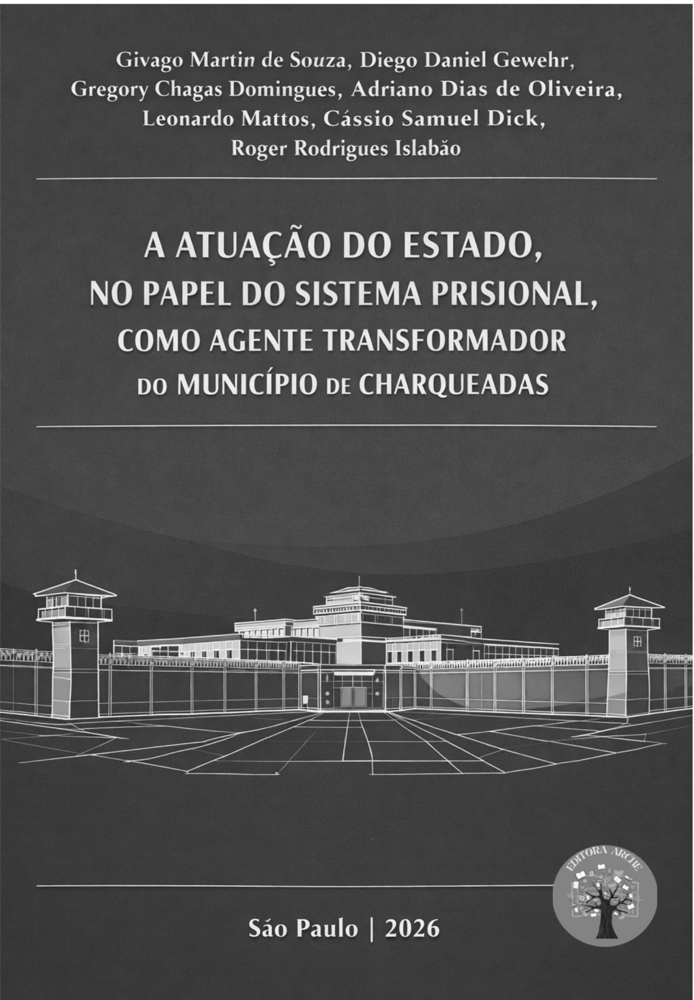 Givago Martin de Souza, Diego Daniel Gewehr,
Gregory Chagas Domingues, Adriano Dias de Oliveira,
Leonardo Mattos, Cássio Samuel Dick,
Roger Rodrigues Islabão
A ATUAÇÃO DO ESTADO,
NO PAPEL DO SISTEMA PRISIONAL,
COMO AGENTE TRANSFORMADOR
DO MUNICÍPIO DE CHARQUEADAS
EDITORA ARCHE
São Paulo | 2026